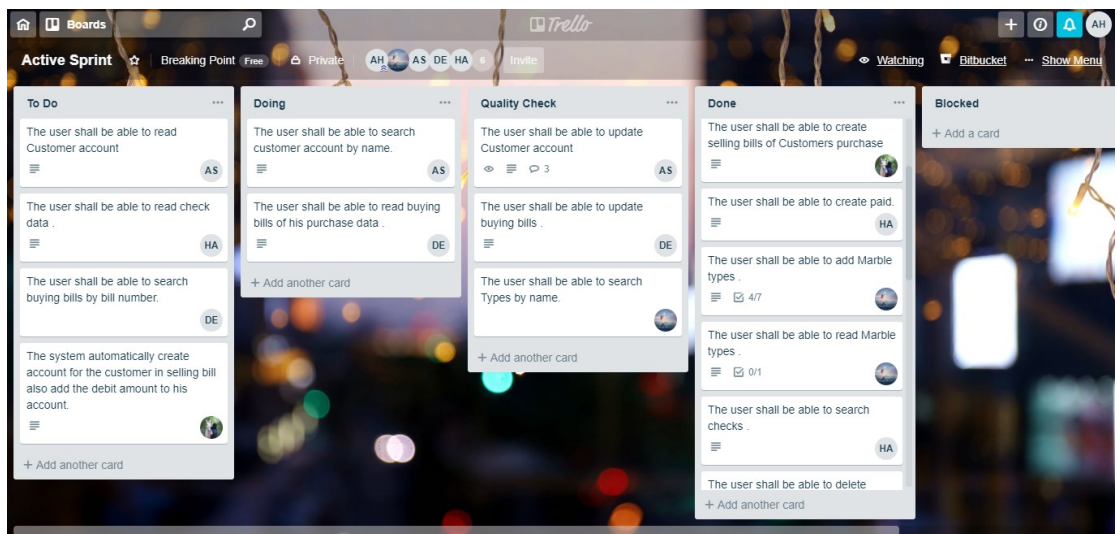 Boards
Trello
AH
Active Sprint
Breaking Point Free
Private
AH AS DE HA 6
Invite
Watching
Bitbucket
Show Menu
To Do
The user shall be able to read
Customer account
AS
The user shall be able to read check
data .
HA
The user shall be able to search
buying bills by bill number.
DE
The system automatically create
account for the customer in selling bill
also add the debit amount to his
account.
+ Add another card
Doing
The user shall be able to search
customer account by name.
AS
The user shall be able to read buying
bills of his purchase data .
DE
+ Add another card
Quality Check
The user shall be able to update
Customer account
3
AS
The user shall be able to update
buying bills .
DE
The user shall be able to search
Types by name.
+ Add another card
Done
The user shall be able to create
selling bills of Customers purchase
The user shall be able to create paid.
HA
The user shall be able to add Marble
types .
4/7
The user shall be able to read Marble
types .
0/1
The user shall be able to search
checks .
HA
The user shall be able to delete
+ Add another card
Blocked
+ Add a card